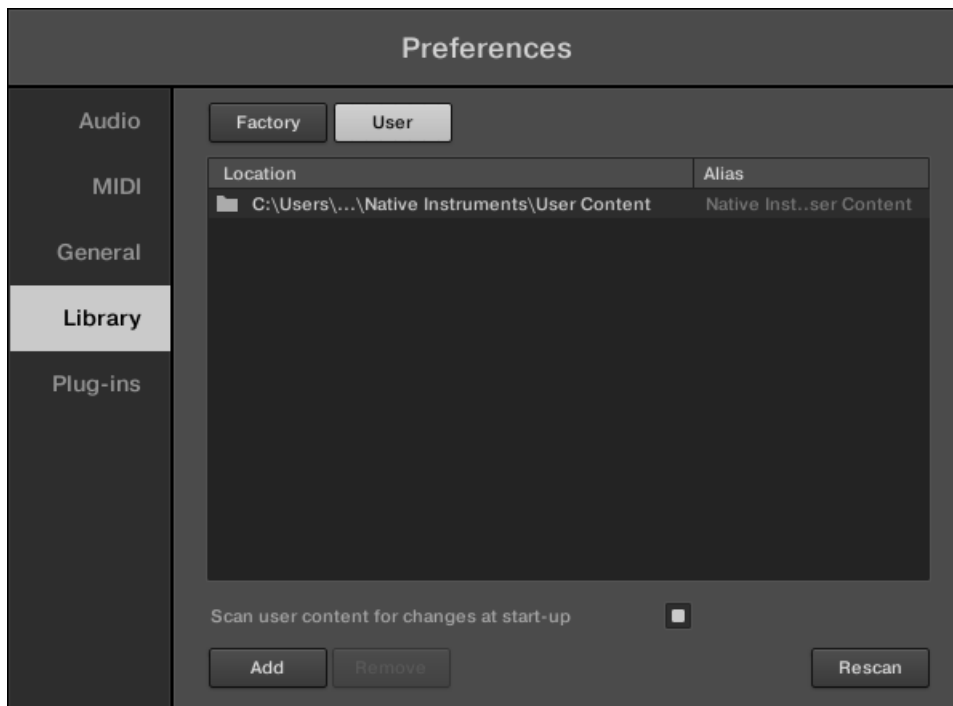 Preferences
Audio
MIDI
General
Library
Plug-ins
Factory User
Location Alias
C:\Users\...\Native Instruments\User Content Native Inst..ser Content
Scan user content for changes at start-up
Add Remove Rescan